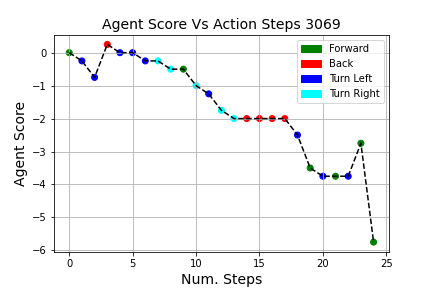 Agent Score Vs Action Steps 3069
Forward
Back
Turn Left
Turn Right
Agent Score
0
−1
−2
−3
−4
−5
−6
0 5 10 15 20 25
Num. Steps